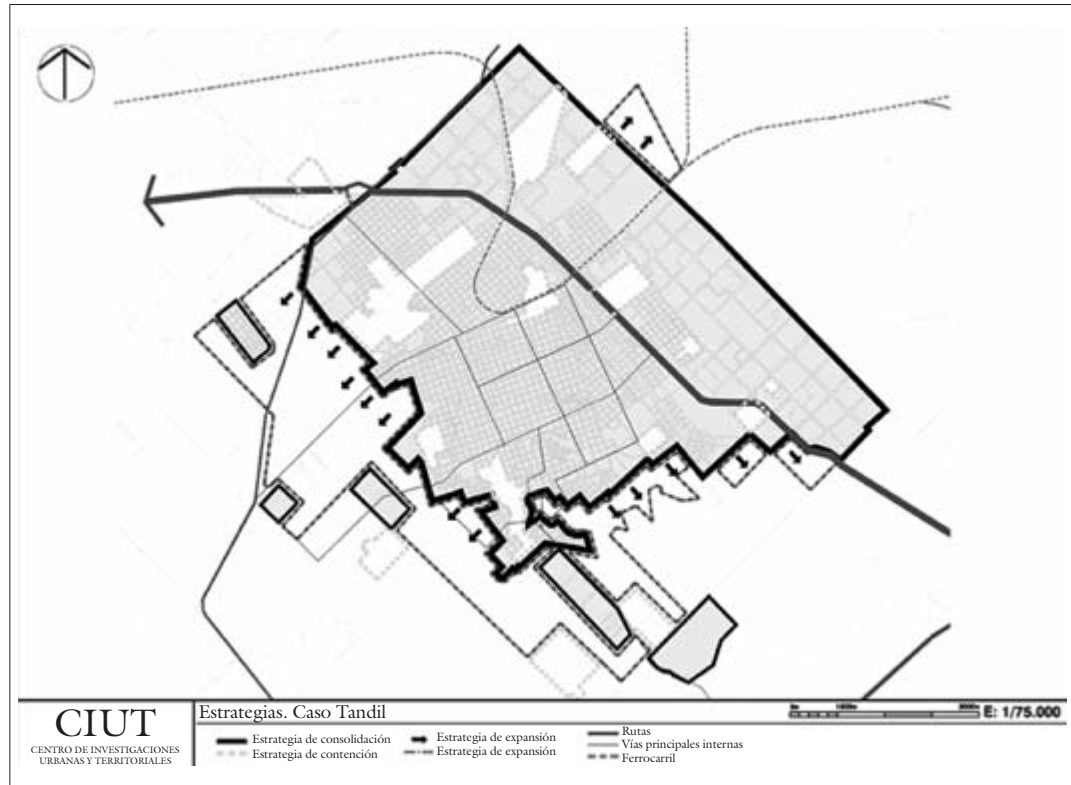 Estrategias. Caso Tandil
E: 1/75.000
CIUT
CENTRO DE INVESTIGACIONES
URBANAS Y TERRITORIALES
Estrategia de consolidación
Estrategia de contención
Estrategia de expansión
Estrategia de expansión
Rutas
Vías principales internas
Ferrocarril